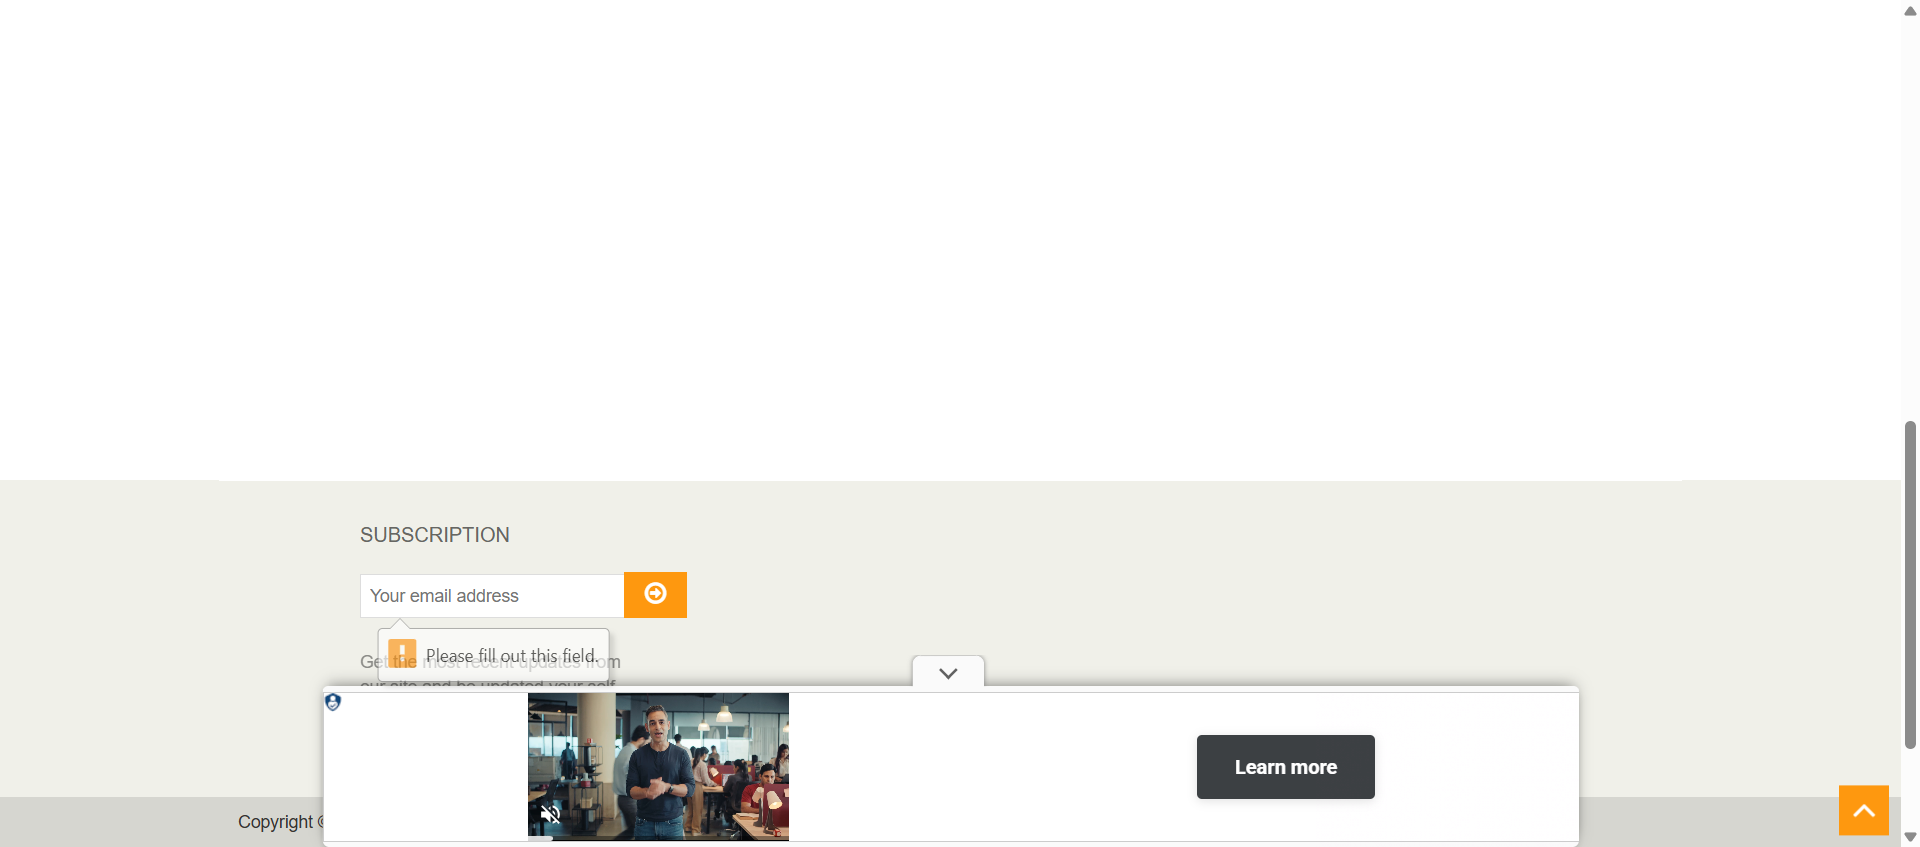 SUBSCRIPTION
Your email address
Please fill out this field.
Get the most recent updates from
our site and be updated your self
Learn more
Copyright ©